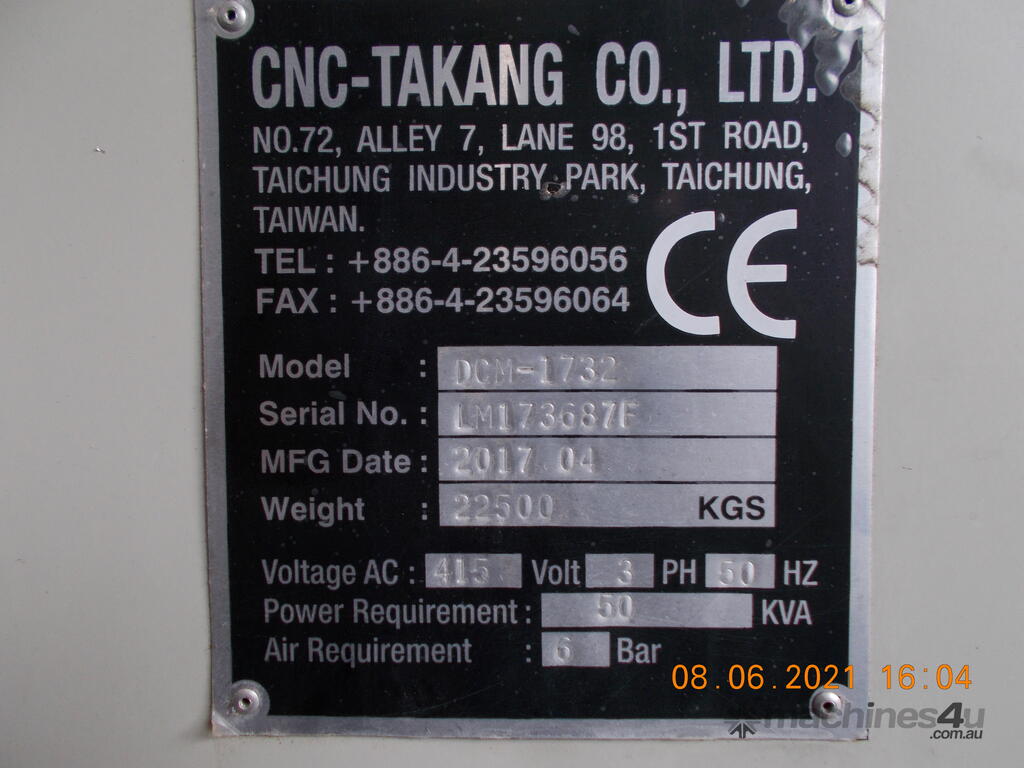 CNC-TAKANG CO., LTD.
NO.72, ALLEY 7, LANE 98, 1ST ROAD,
TAICHUNG INDUSTRY PARK, TAICHUNG,
TAIWAN.
TEL : +886-4-23596056
FAX : +886-4-23596064
CE
Model : DCM-1732
Serial No. : LM173687F
MFG Date : 2017 04
Weight : 22500 KGS
Voltage AC : 415 Volt 3 PH 50 HZ
Power Requirement : 50 KVA
Air Requirement : 6 Bar
08.06.2021 16:04
machines4u
.com.au